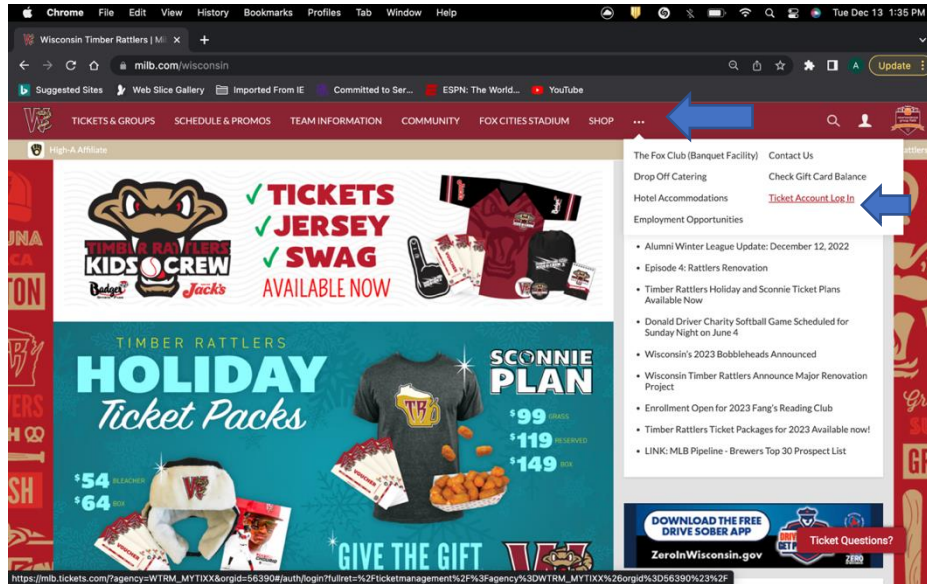 Chrome File Edit View History Bookmarks Profiles Tab Window Help Tue Dec 13 1:35 PM
Wisconsin Timber Rattlers | Mi
milb.com/wisconsin
A Update
Suggested Sites Web Slice Gallery Imported From IE Committed to Ser... ESPN: The World... YouTube
TICKETS & GROUPS SCHEDULE & PROMOS TEAM INFORMATION COMMUNITY FOX CITIES STADIUM SHOP ...
High-A Affiliate
The Fox Club (Banquet Facility) Contact Us
Drop Off Catering Check Gift Card Balance
Hotel Accommodations Ticket Account Log In
Employment Opportunities
TIMBER RATTLERS
KIDS CREW
Badger Jack's
✓ TICKETS
✓ JERSEY
✓ SWAG
AVAILABLE NOW
• Alumni Winter League Update: December 12, 2022
• Episode 4: Rattlers Renovation
• Timber Rattlers Holiday and Sconnie Ticket Plans
Available Now
• Donald Driver Charity Softball Game Scheduled for
Sunday Night on June 4
• Wisconsin's 2023 Bobbleheads Announced
• Wisconsin Timber Rattlers Announce Major Renovation
Project
• Enrollment Open for 2023 Fang's Reading Club
• Timber Rattlers Ticket Packages for 2023 Available now!
• LINK: MLB Pipeline - Brewers Top 30 Prospect List
TIMBER RATTLERS
HOLIDAY
Ticket Packs
$54 BLEACHER
$64 BOX
SCONNIE
PLAN
$99 GRASS
$119 RESERVED
$149 BOX
TR
VOUCHER
GIVE THE GIFT
DOWNLOAD THE FREE
DRIVE SOBER APP
ZeroInWisconsin.gov
ZERO
Ticket Questions?
https://mlb.tickets.com/?agency=WTRM_MYTIXX&orgid=56390#/auth/login?fullret=%2Fticketmanagement%2F%3Fagency%3DWTRM_MYTIXX%26orgid%3D56390%23%2F